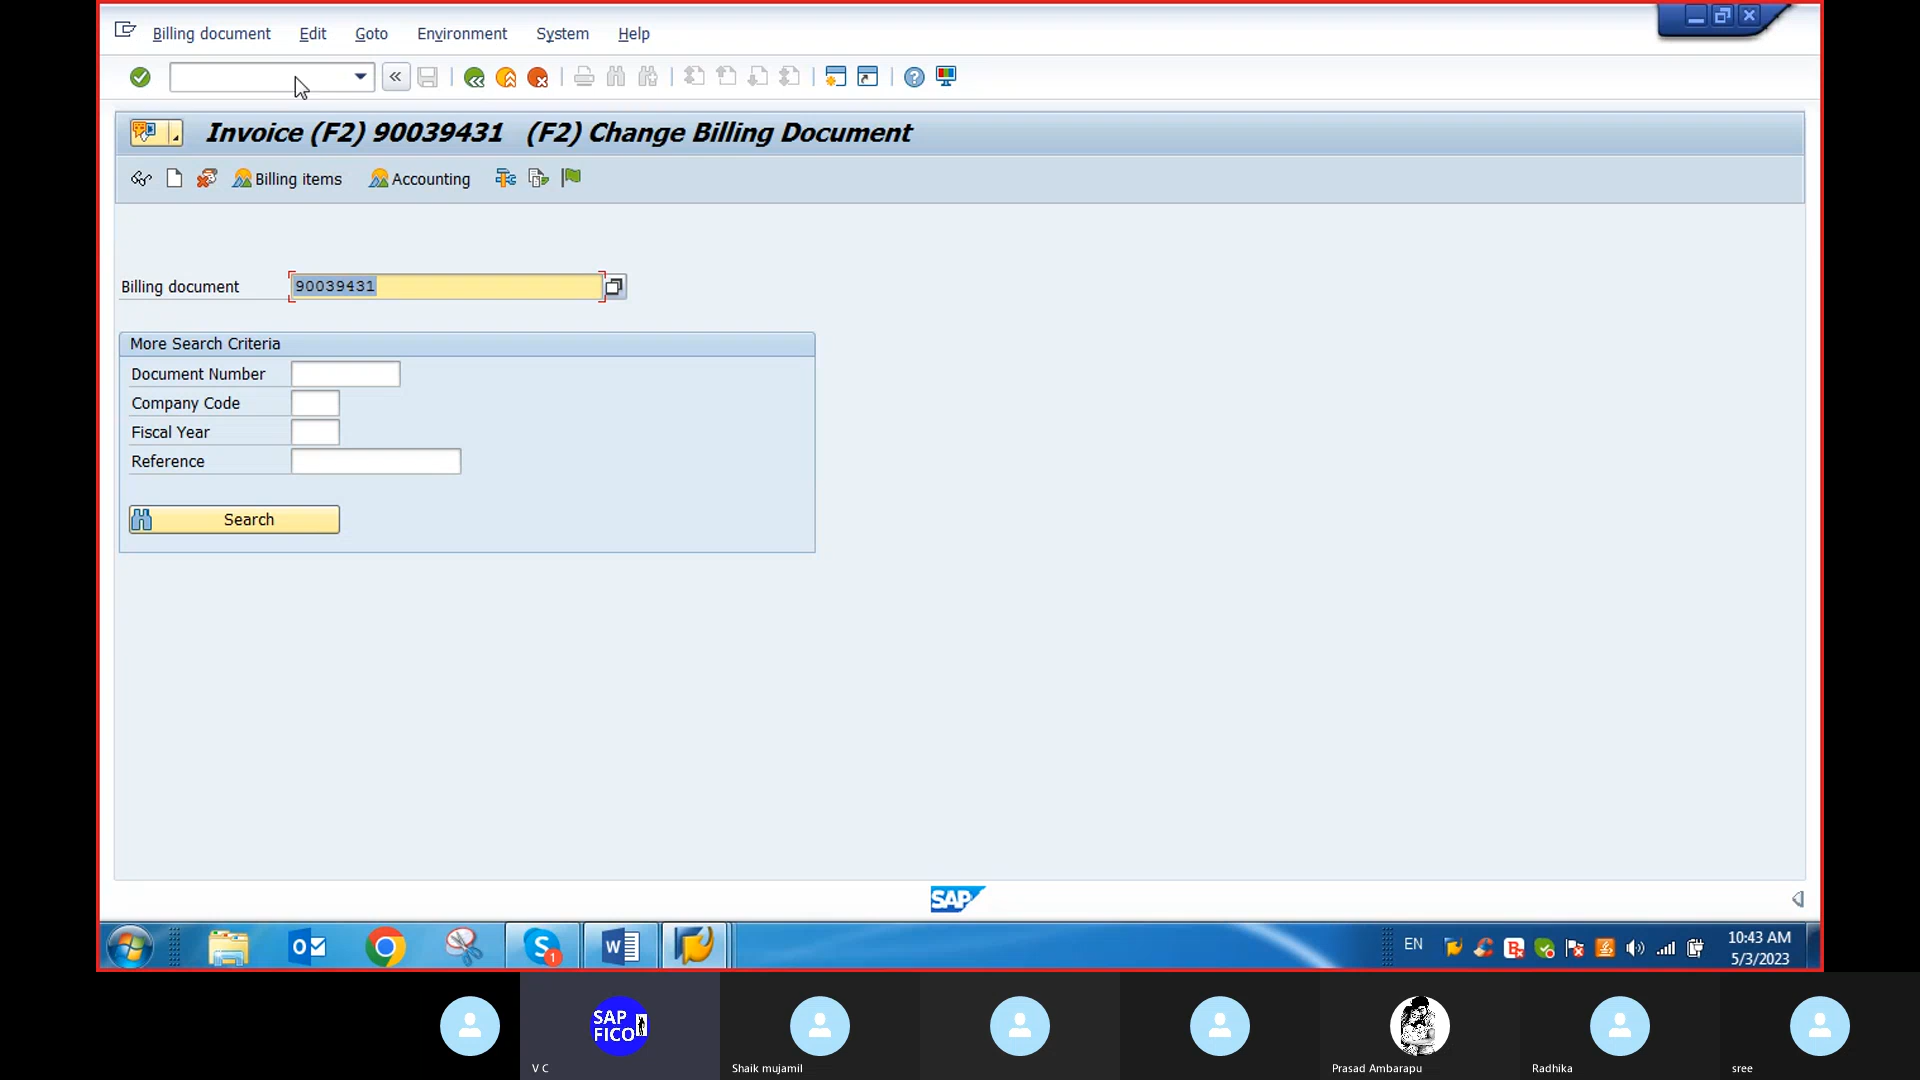 Billing document Edit Goto Environment System Help
Invoice (F2) 90039431 (F2) Change Billing Document
Billing items Accounting
Billing document 90039431
More Search Criteria
Document Number
Company Code
Fiscal Year
Reference
Search
SAP
EN
10:43 AM
5/3/2023
SAP
FICO
V C
Shaik mujamil
Prasad Ambarapu
Radhika
sree